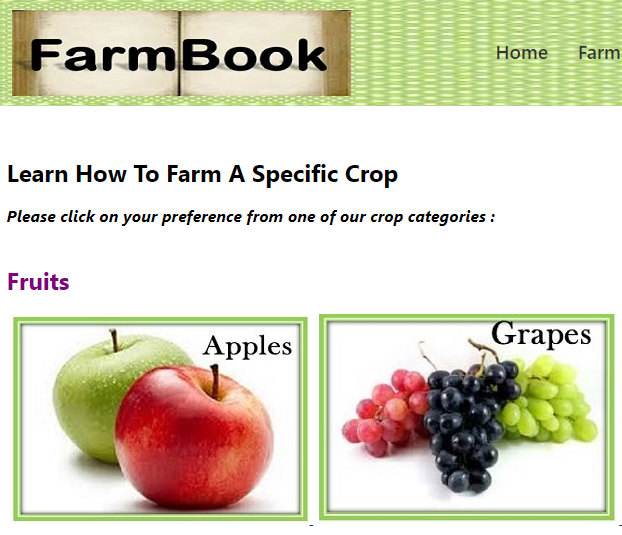 FarmBook
Home Farm
Learn How To Farm A Specific Crop
Please click on your preference from one of our crop categories :
Fruits
Apples
Grapes